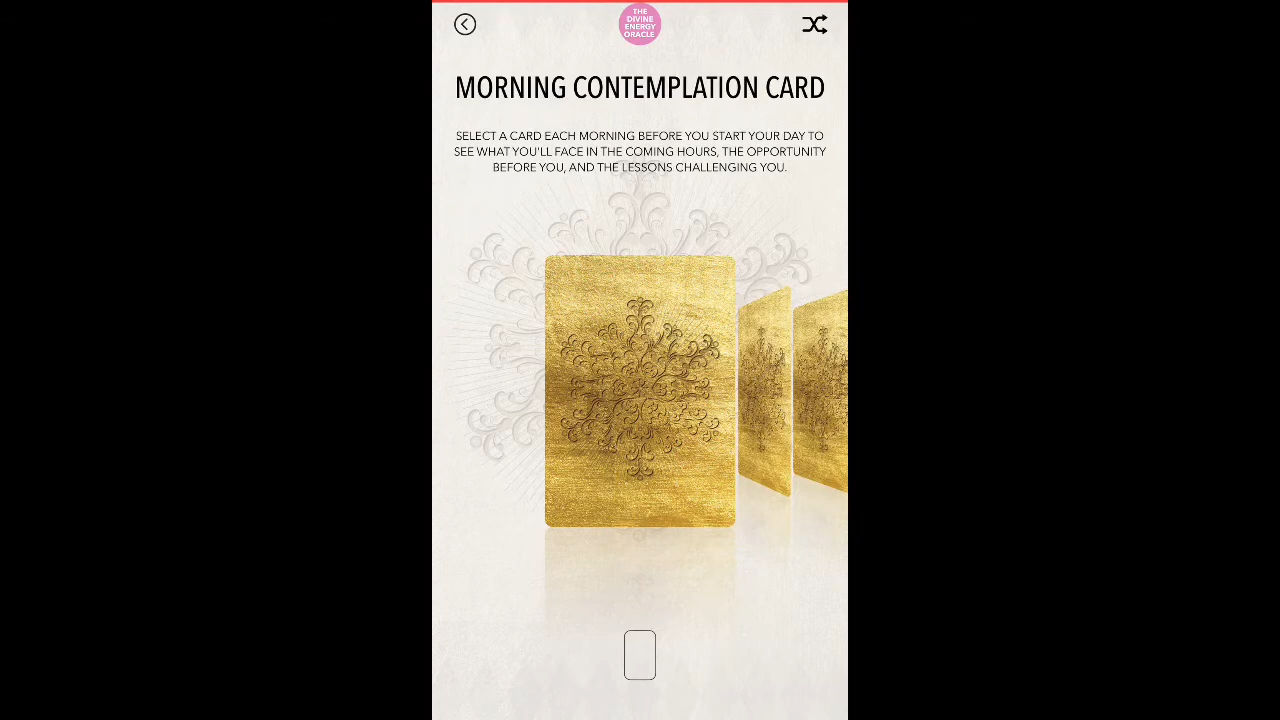 THE
DIVINE
ENERGY
ORACLE
MORNING CONTEMPLATION CARD
SELECT A CARD EACH MORNING BEFORE YOU START YOUR DAY TO
SEE WHAT YOU'LL FACE IN THE COMING HOURS, THE OPPORTUNITY
BEFORE YOU, AND THE LESSONS CHALLENGING YOU.